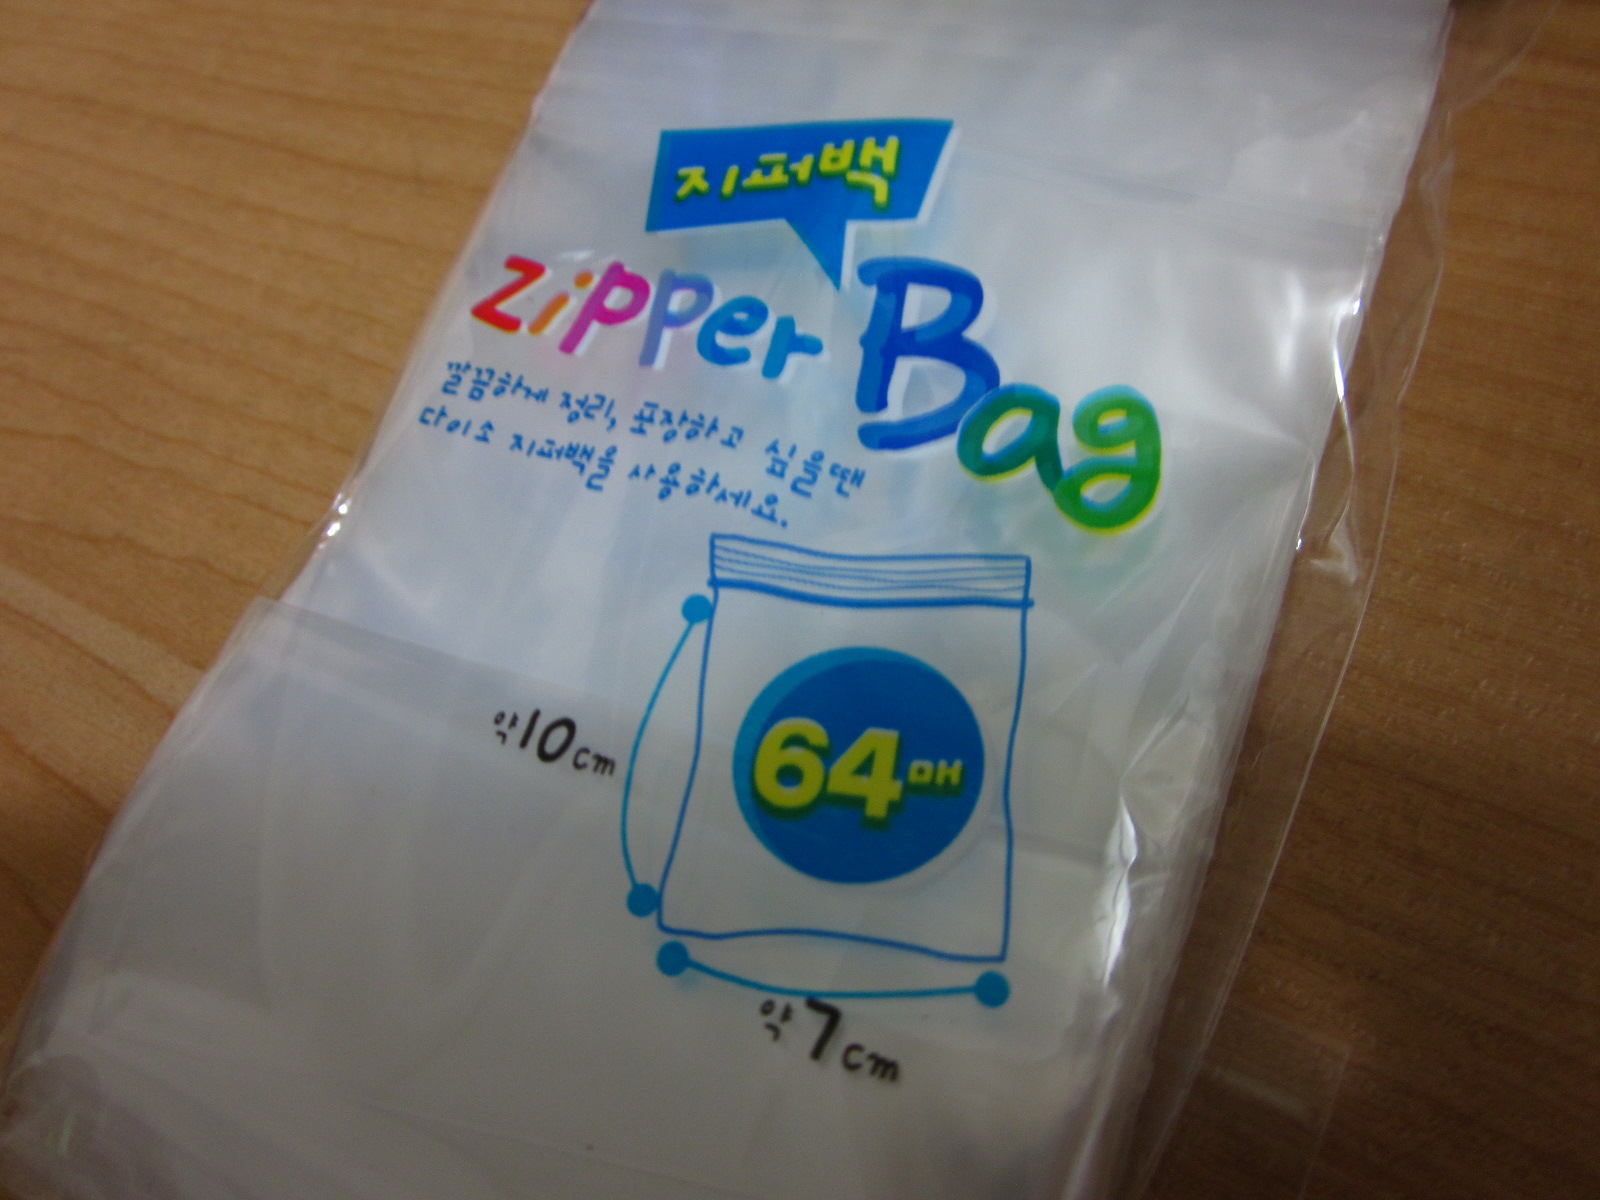 지퍼백
Zipper Bag
깔끔하게 정리, 포장하고 싶을땐
다이소 지퍼백을 사용하세요.
64매
약10cm
약7cm